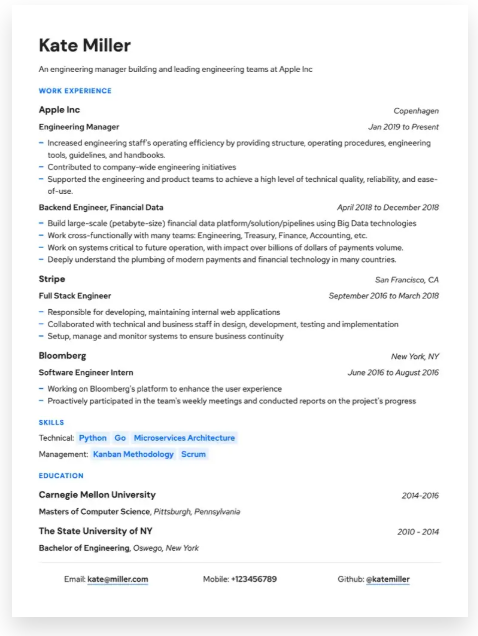 Kate Miller
An engineering manager building and leading engineering teams at Apple Inc
WORK EXPERIENCE
Apple Inc Copenhagen
Engineering Manager Jan 2019 to Present
– Increased engineering staff's operating efficiency by providing structure, operating procedures, engineering
tools, guidelines, and handbooks.
– Contributed to company-wide engineering initiatives
– Supported the engineering and product teams to achieve a high level of technical quality, reliability, and ease-
of-use.
Backend Engineer, Financial Data April 2018 to December 2018
– Build large-scale (petabyte-size) financial data platform/solution/pipelines using Big Data technologies
– Work cross-functionally with many teams: Engineering, Treasury, Finance, Accounting, etc.
– Work on systems critical to future operation, with impact over billions of dollars of payments volume.
– Deeply understand the plumbing of modern payments and financial technology in many countries.
Stripe San Francisco, CA
Full Stack Engineer September 2016 to March 2018
– Responsible for developing, maintaining internal web applications
– Collaborated with technical and business staff in design, development, testing and implementation
– Setup, manage and monitor systems to ensure business continuity
Bloomberg New York, NY
Software Engineer Intern June 2016 to August 2016
– Working on Bloomberg's platform to enhance the user experience
– Proactively participated in the team's weekly meetings and conducted reports on the project's progress
SKILLS
Technical: Python Go Microservices Architecture
Management: Kanban Methodology Scrum
EDUCATION
Carnegie Mellon University 2014-2016
Masters of Computer Science, Pittsburgh, Pennsylvania
The State University of NY 2010 - 2014
Bachelor of Engineering, Oswego, New York
Email: kate@miller.com Mobile: +123456789 Github: @katemiller